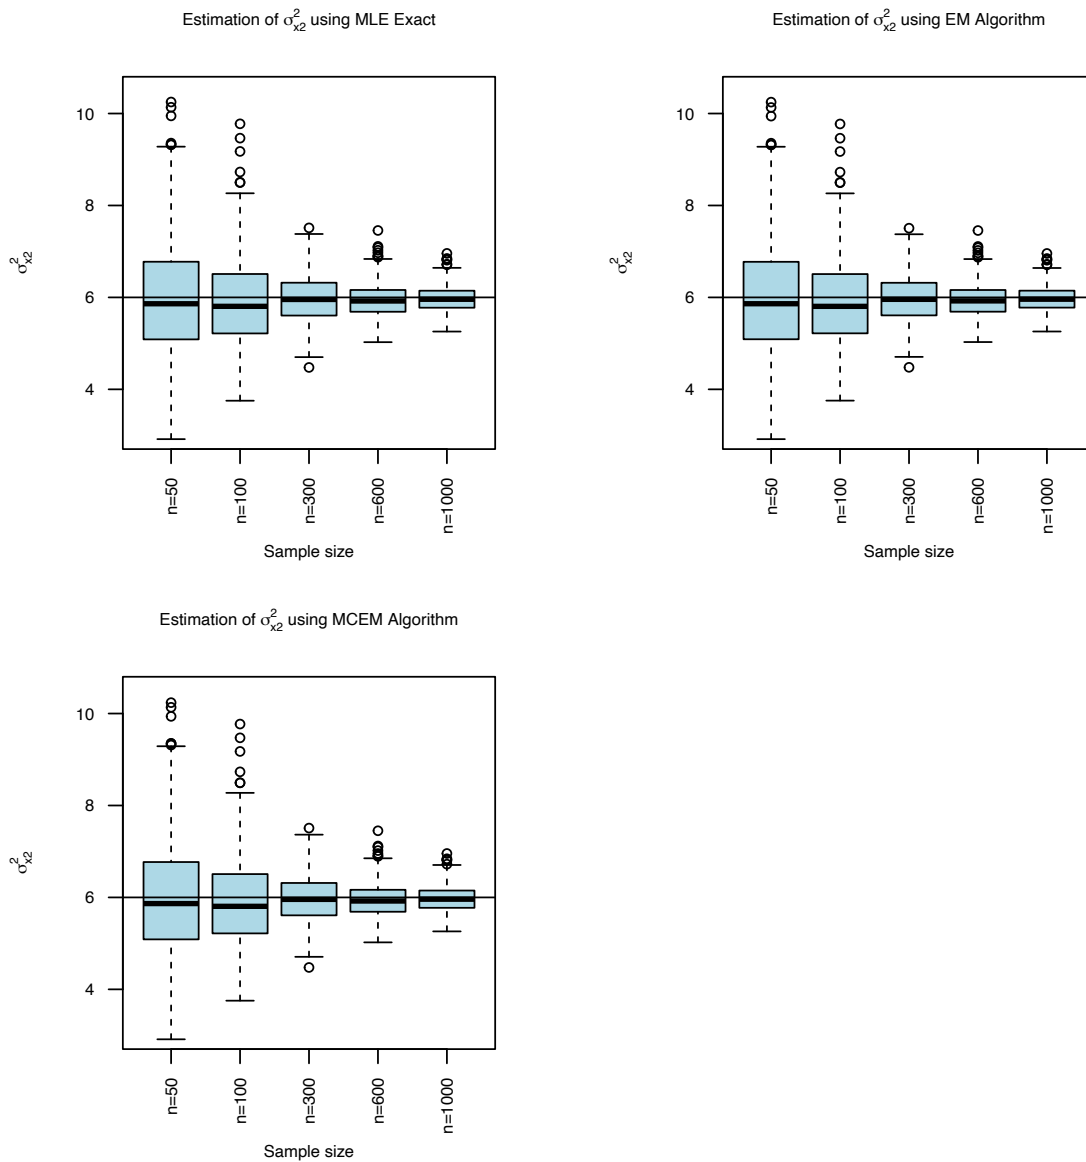 Estimation of σ²ₓ₂ using MLE Exact
10
8
6
4
σ²ₓ₂
n=50
n=100
n=300
n=600
n=1000
Sample size
Estimation of σ²ₓ₂ using EM Algorithm
10
8
6
4
σ²ₓ₂
n=50
n=100
n=300
n=600
n=1000
Sample size
Estimation of σ²ₓ₂ using MCEM Algorithm
10
8
6
4
σ²ₓ₂
n=50
n=100
n=300
n=600
n=1000
Sample size